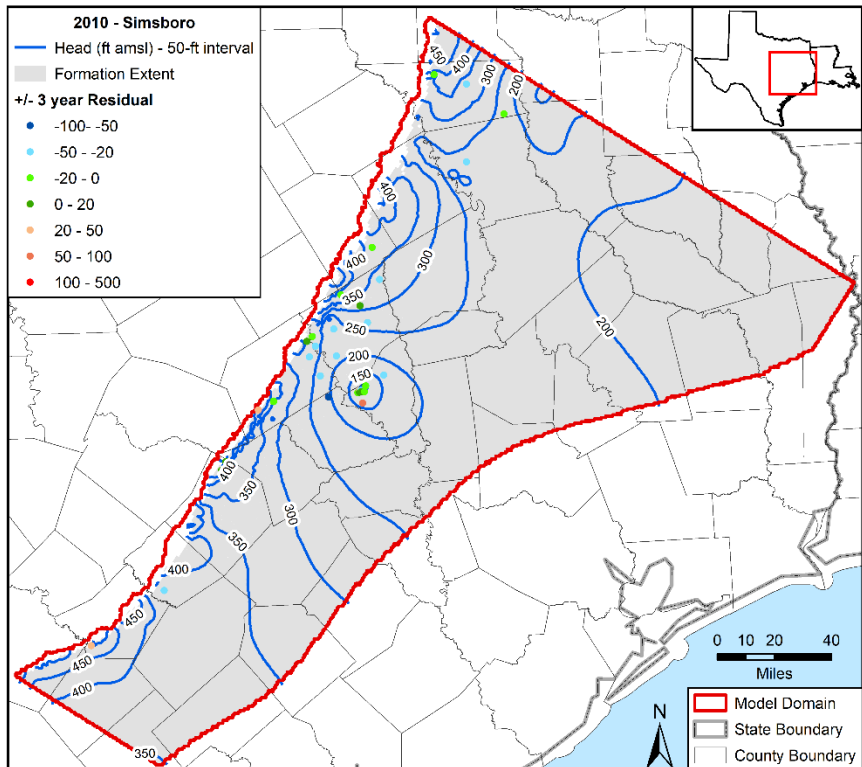 2010 - Simsboro
Head (ft amsl) - 50-ft interval
Formation Extent
+/- 3 year Residual
-100- -50
-50 - -20
-20 - 0
0 - 20
20 - 50
50 - 100
100 - 500
450
400
300
200
400
400
300
350
250
200
200
150
400
350
300
350
400
450
450
400
350
0 10 20 40
Miles
N
Model Domain
State Boundary
County Boundary